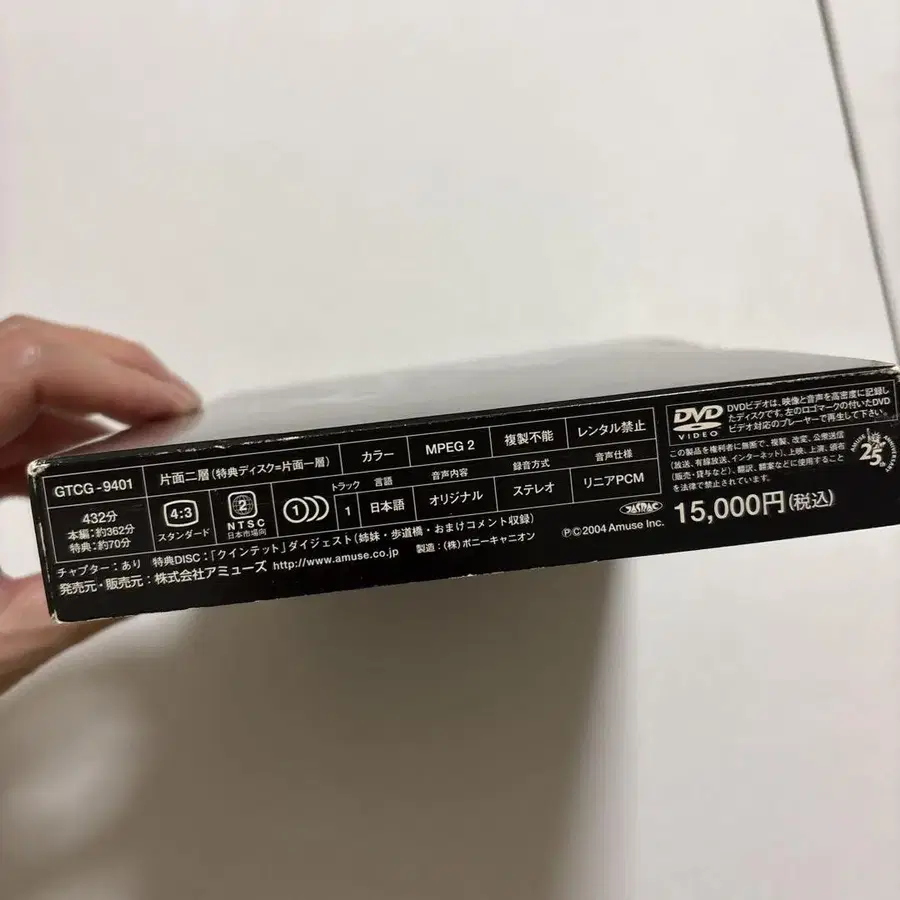 GTCG-9401
片面二層(特典ディスク=片面一層)
カラー
MPEG 2
複製不能
レンタル禁止
432分
本編:約362分
特典:約70分
4:3
スタンダード
2
NTSC
日本市場向
1
トラック 言語 音声内容 録音方式 音声仕様
1 日本語 オリジナル ステレオ リニアPCM
チャプター:あり 特典DISC:「クインテット」ダイジェスト(姉妹・歩道橋・おまけコメント収録)
発売元・販売元:株式会社アミューズ http://www.amuse.co.jp 製造:(株)ポニーキャニオン
JASRAC
℗©2004 Amuse Inc.
15,000円(税込)
DVD
VIDEO
DVDビデオは、映像と音声を高密度に記録し
たディスクです。左のロゴマークの付いたDVD
ビデオ対応のプレーヤーで再生して下さい。
この製品を権利者に無断で、複製、改変、公衆送信
(放送、有線放送、インターネット)、上映、上演、頒布
(販売・貸与など)、翻訳、翻案などに使用すること
を法律で禁止されています。
25